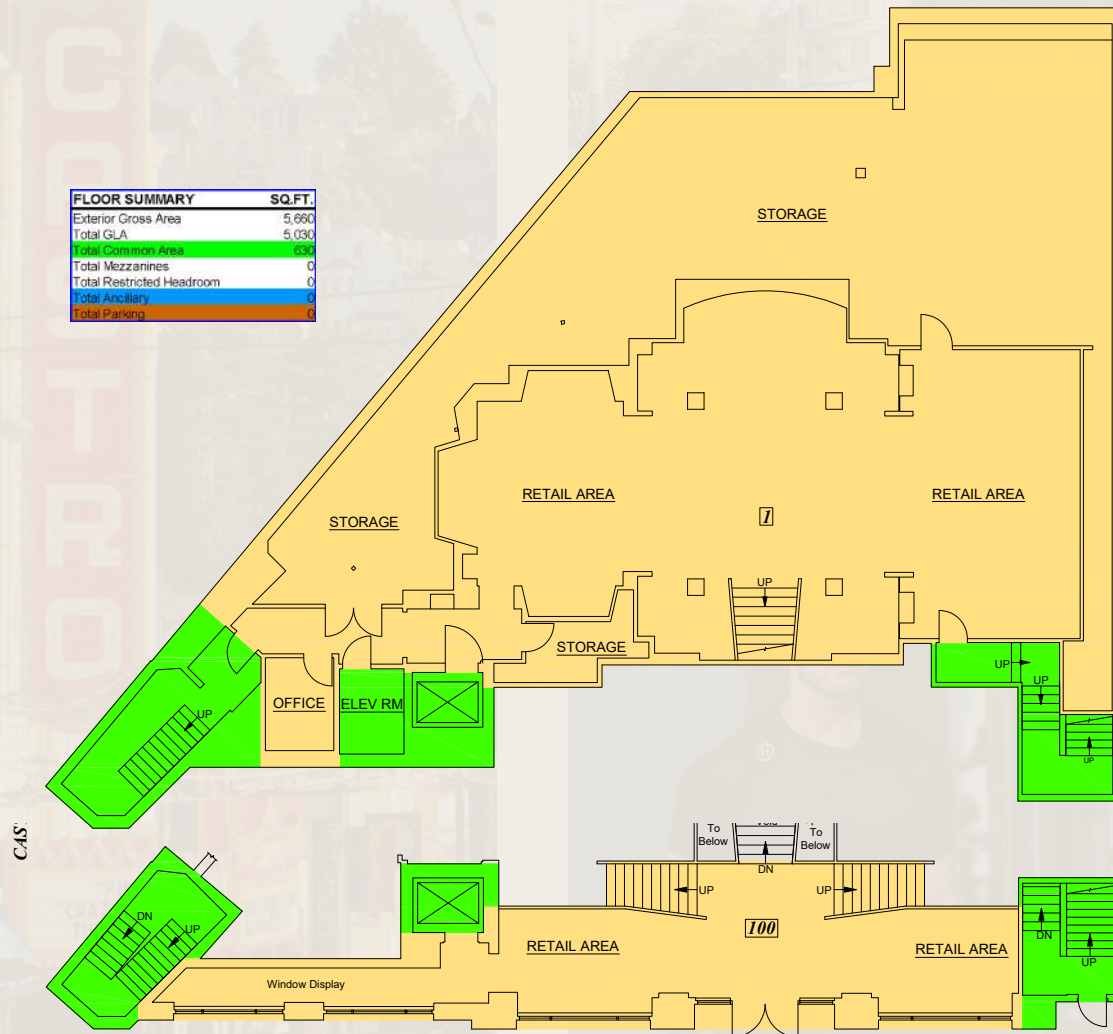 CASTRO
FLOOR SUMMARY SQ.FT.
Exterior Gross Area 5,660
Total GLA 5,030
Total Common Area 630
Total Mezzanines 0
Total Restricted Headroom 0
Total Ancillary 0
Total Parking 0
STORAGE
RETAIL AREA
RETAIL AREA
1
STORAGE
UP
STORAGE
OFFICE
ELEV RM
UP
UP
UP
UP
CAS
To
Below
To
Below
DN
UP
UP
DN
UP
100
RETAIL AREA
RETAIL AREA
DN
UP
Window Display